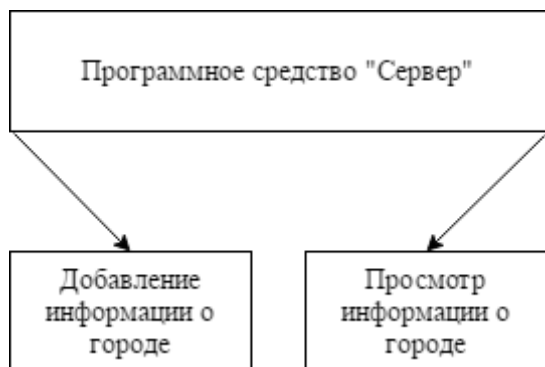 Программное средство "Сервер"
Добавление
информации о
городе
Просмотр
информации о
городе